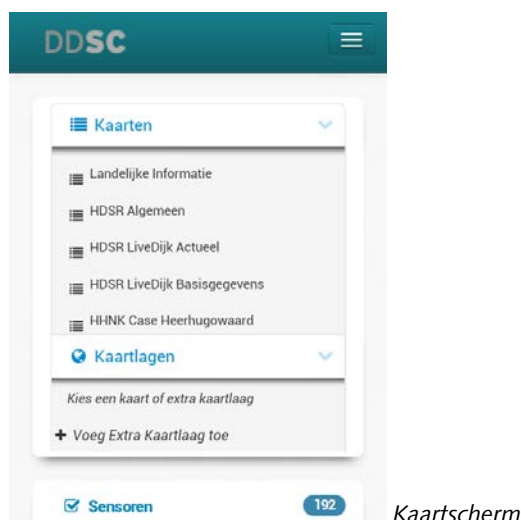 DDSC
Kaarten
Landelijke Informatie
HDSR Algemeen
HDSR LiveDijk Actueel
HDSR LiveDijk Basisgegevens
HHNK Case Heerhugowaard
Kaartlagen
Kies een kaart of extra kaartlaag
+ Voeg Extra Kaartlaag toe
Sensoren 192
Kaartscherm